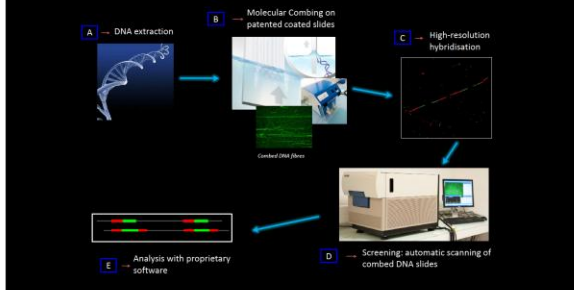 A → DNA extraction
B → Molecular Combing on
patented coated slides
C → High-resolution
hybridisation
Combed DNA fibres
D → Screening: automatic scanning of
combed DNA slides
E → Analysis with proprietary
software